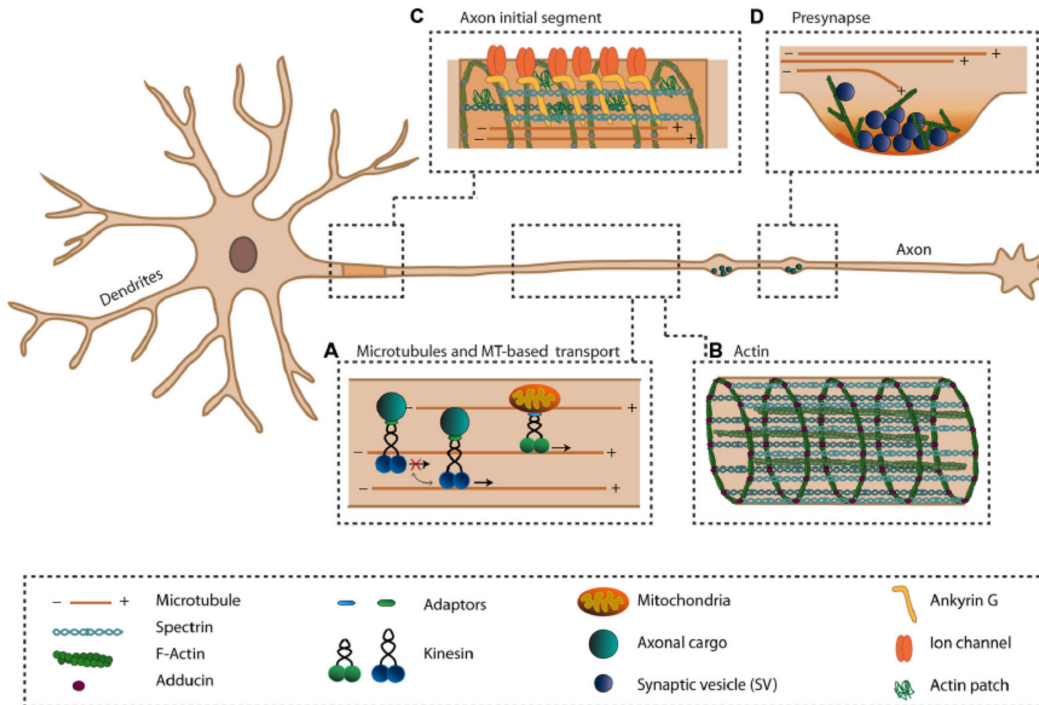 C Axon initial segment
D Presynapse
− +
− +
− +
− +
− +
Dendrites
Axon
A Microtubules and MT-based transport
B Actin
− +
− +
− +
− + Microtubule
Adaptors
Mitochondria
Ankyrin G
Spectrin
Kinesin
Axonal cargo
Ion channel
F-Actin
Adducin
Synaptic vesicle (SV)
Actin patch